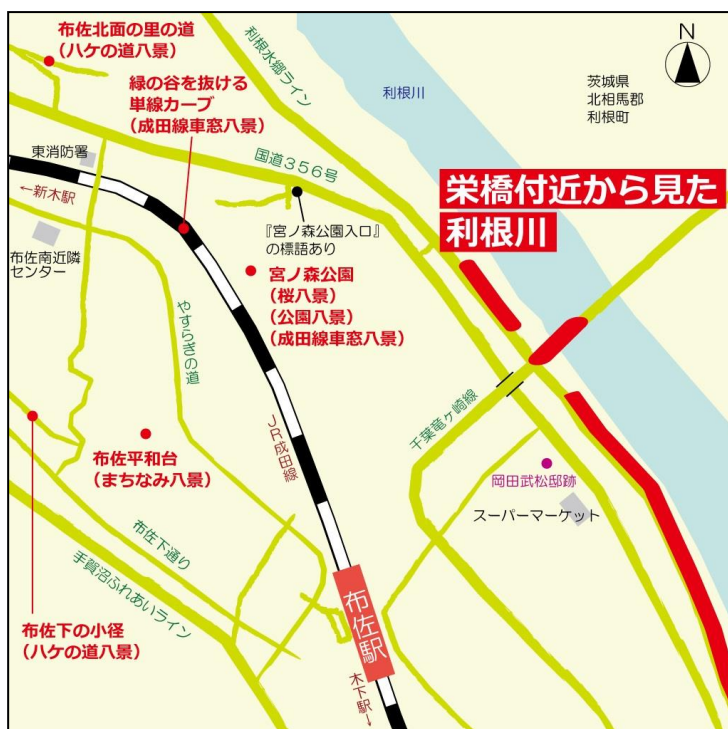 布佐北面の里の道
(ハケの道八景)
利根水郷ライン
利根川
N
茨城県
北相馬郡
利根町
緑の谷を抜ける
単線カーブ
(成田線車窓八景)
東消防署
国道356号
←新木駅
栄橋付近から見た
利根川
『宮ノ森公園入口』
の標語あり
布佐南近隣
センター
宮ノ森公園
(桜八景)
(公園八景)
(成田線車窓八景)
やすらぎの道
千葉竜ヶ崎線
JR成田線
布佐平和台
(まちなみ八景)
岡田武松邸跡
スーパーマーケット
布佐下通り
手賀沼ふれあいライン
布佐下の小径
(ハケの道八景)
布佐駅
木下駅→